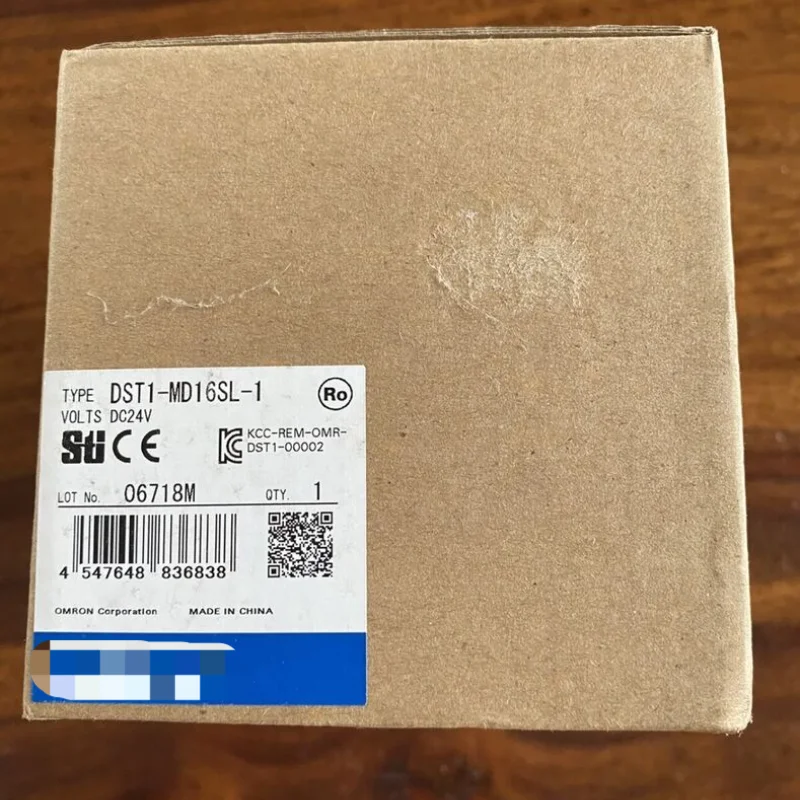 TYPE DST1-MD16SL-1 Ro
VOLTS DC24V
Sti CE KCC-REM-OMR-
DST1-00002
LOT No. 06718M QTY. 1
4 547648 836838
OMRON Corporation MADE IN CHINA